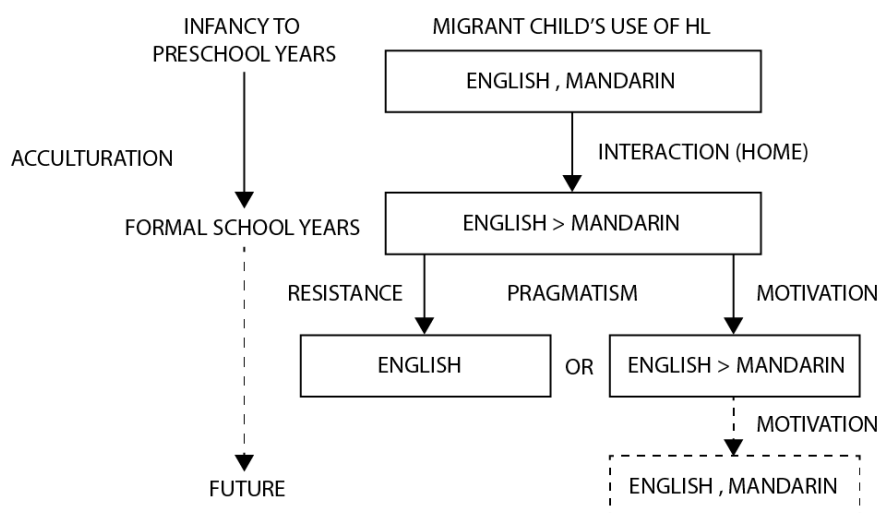 INFANCY TO
PRESCHOOL YEARS
MIGRANT CHILD'S USE OF HL
ENGLISH , MANDARIN
ACCULTURATION
INTERACTION (HOME)
FORMAL SCHOOL YEARS
ENGLISH > MANDARIN
RESISTANCE
PRAGMATISM
MOTIVATION
ENGLISH
OR
ENGLISH > MANDARIN
MOTIVATION
FUTURE
ENGLISH , MANDARIN